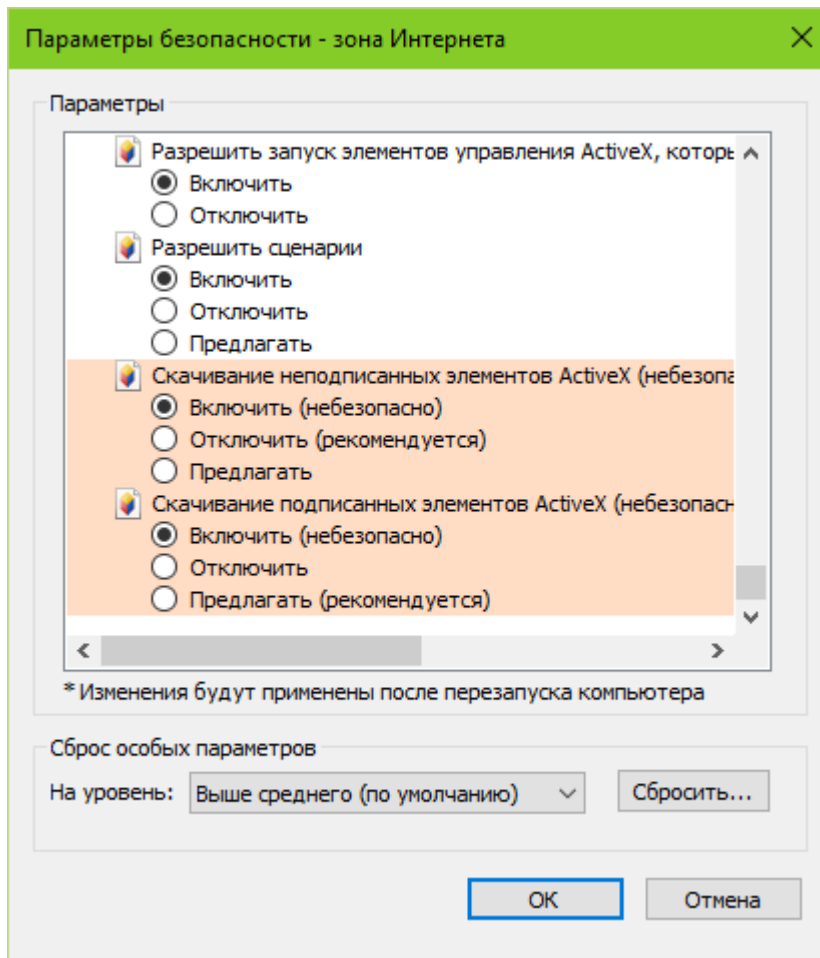 Параметры безопасности - зона Интернета
Параметры
Разрешить запуск элементов управления ActiveX, которы
Включить
Отключить
Разрешить сценарии
Включить
Отключить
Предлагать
Скачивание неподписанных элементов ActiveX (небезопа
Включить (небезопасно)
Отключить (рекомендуется)
Предлагать
Скачивание подписанных элементов ActiveX (небезопасн
Включить (небезопасно)
Отключить
Предлагать (рекомендуется)
* Изменения будут применены после перезапуска компьютера
Сброс особых параметров
На уровень: Выше среднего (по умолчанию) Сбросить...
ОК Отмена